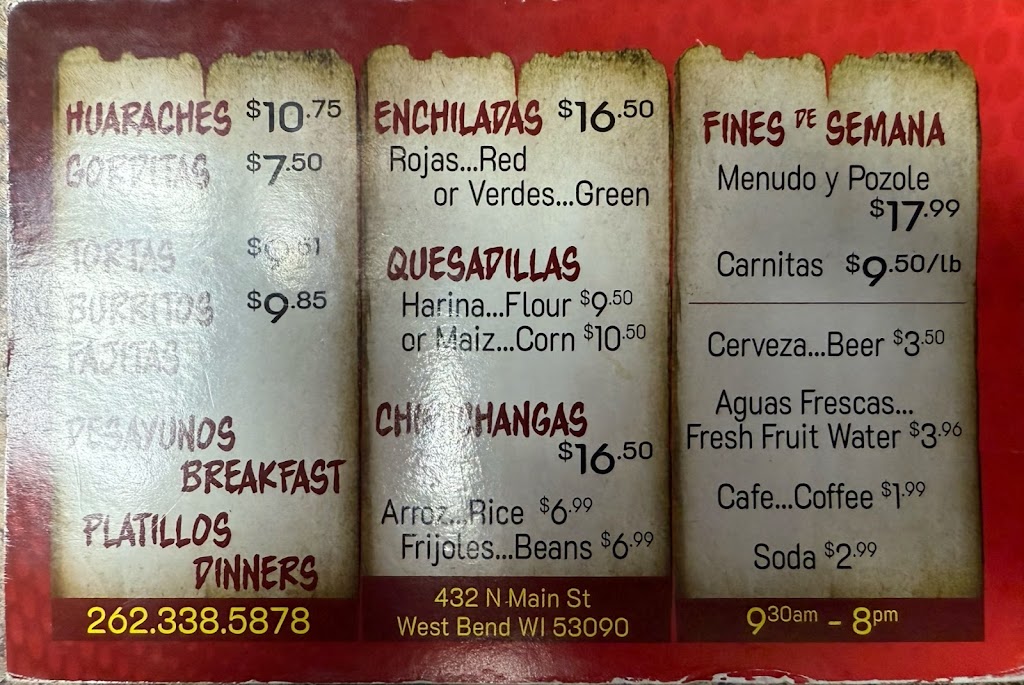 HUARACHES $10.75
GORDITAS $7.50
TORTAS
BURRITOS $9.85
FAJITAS
DESAYUNOS
BREAKFAST
PLATILLOS
DINNERS
262.338.5878
ENCHILADAS $16.50
Rojas...Red
or Verdes...Green
QUESADILLAS
Harina...Flour $9.50
or Maiz...Corn $10.50
CHIMICHANGAS
$16.50
Arroz...Rice $6.99
Frijoles...Beans $6.99
432 N Main St
West Bend WI 53090
FINES DE SEMANA
Menudo y Pozole
$17.99
Carnitas $9.50/lb
Cerveza...Beer $3.50
Aguas Frescas...
Fresh Fruit Water $3.96
Cafe...Coffee $1.99
Soda $2.99
930am - 8pm